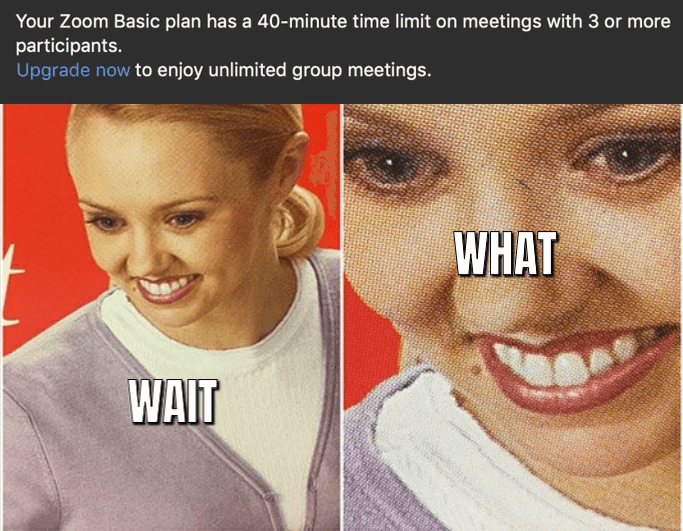 Your Zoom Basic plan has a 40-minute time limit on meetings with 3 or more
participants.
Upgrade now to enjoy unlimited group meetings.
WAIT
WHAT